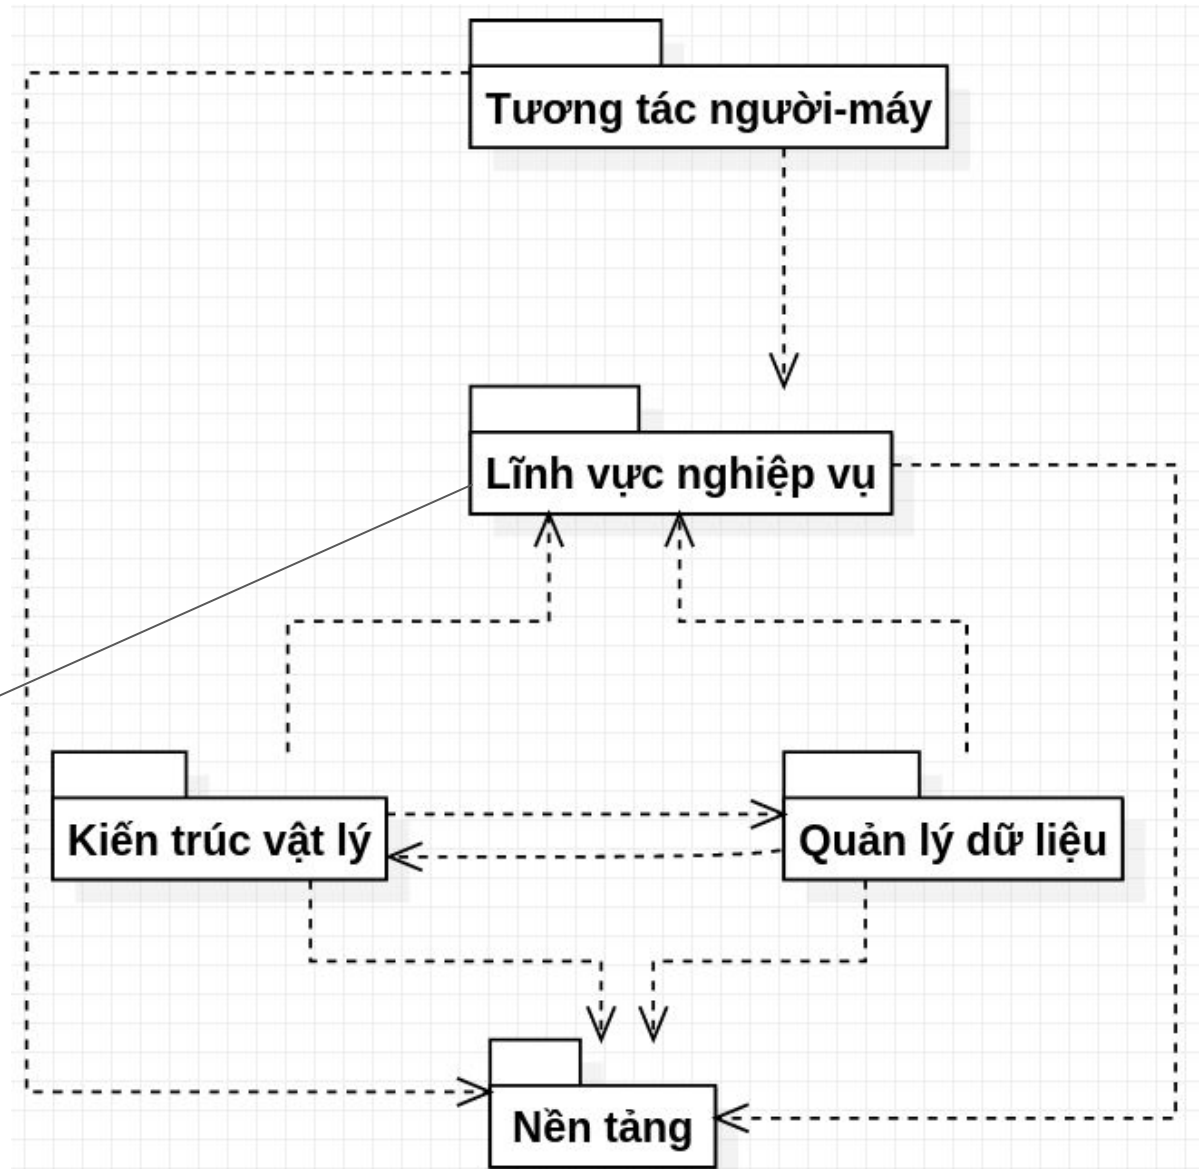 Tương tác người-máy
Lĩnh vực nghiệp vụ
Kiến trúc vật lý
Quản lý dữ liệu
Nền tảng